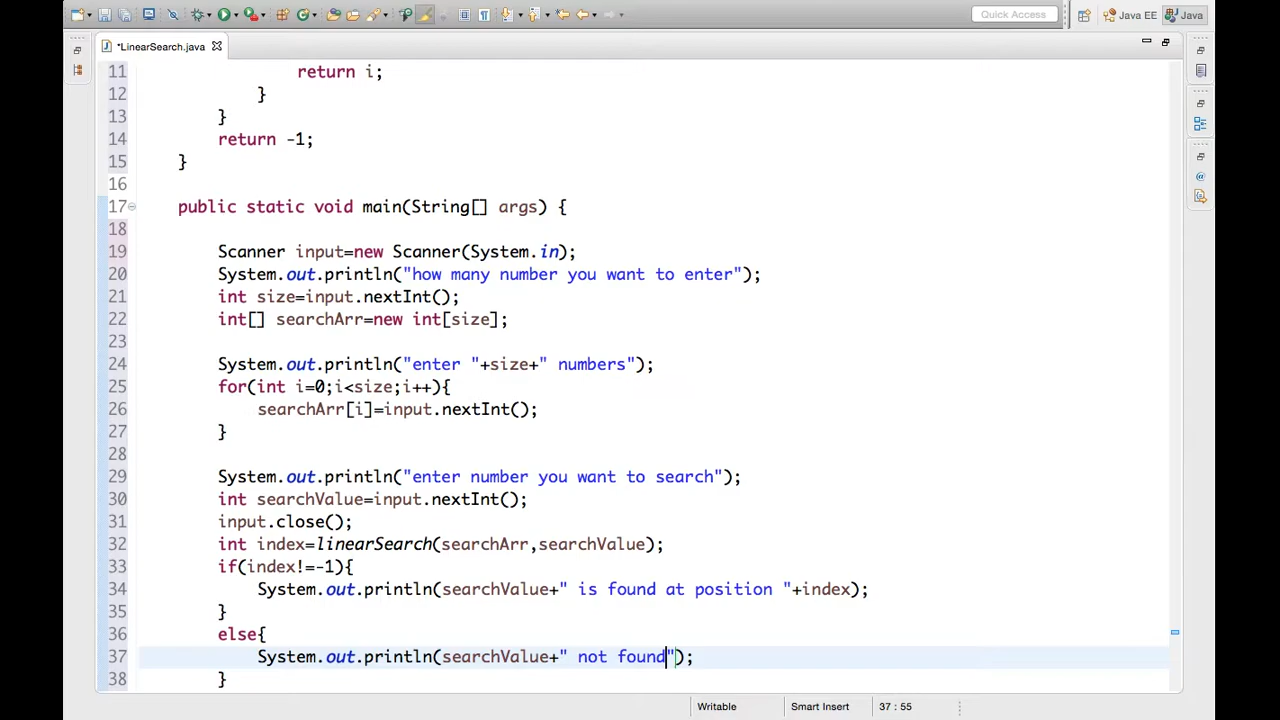 Quick Access
Java EE
Java
*LinearSearch.java
11 return i;
12 }
13 }
14 return -1;
15 }
16
17 public static void main(String[] args) {
18
19 Scanner input=new Scanner(System.in);
20 System.out.println("how many number you want to enter");
21 int size=input.nextInt();
22 int[] searchArr=new int[size];
23
24 System.out.println("enter "+size+" numbers");
25 for(int i=0;i<size;i++){
26 searchArr[i]=input.nextInt();
27 }
28
29 System.out.println("enter number you want to search");
30 int searchValue=input.nextInt();
31 input.close();
32 int index=linearSearch(searchArr,searchValue);
33 if(index!=-1){
34 System.out.println(searchValue+" is found at position "+index);
35 }
36 else{
37 System.out.println(searchValue+" not found");
38 }
Writable
Smart Insert
37 : 55